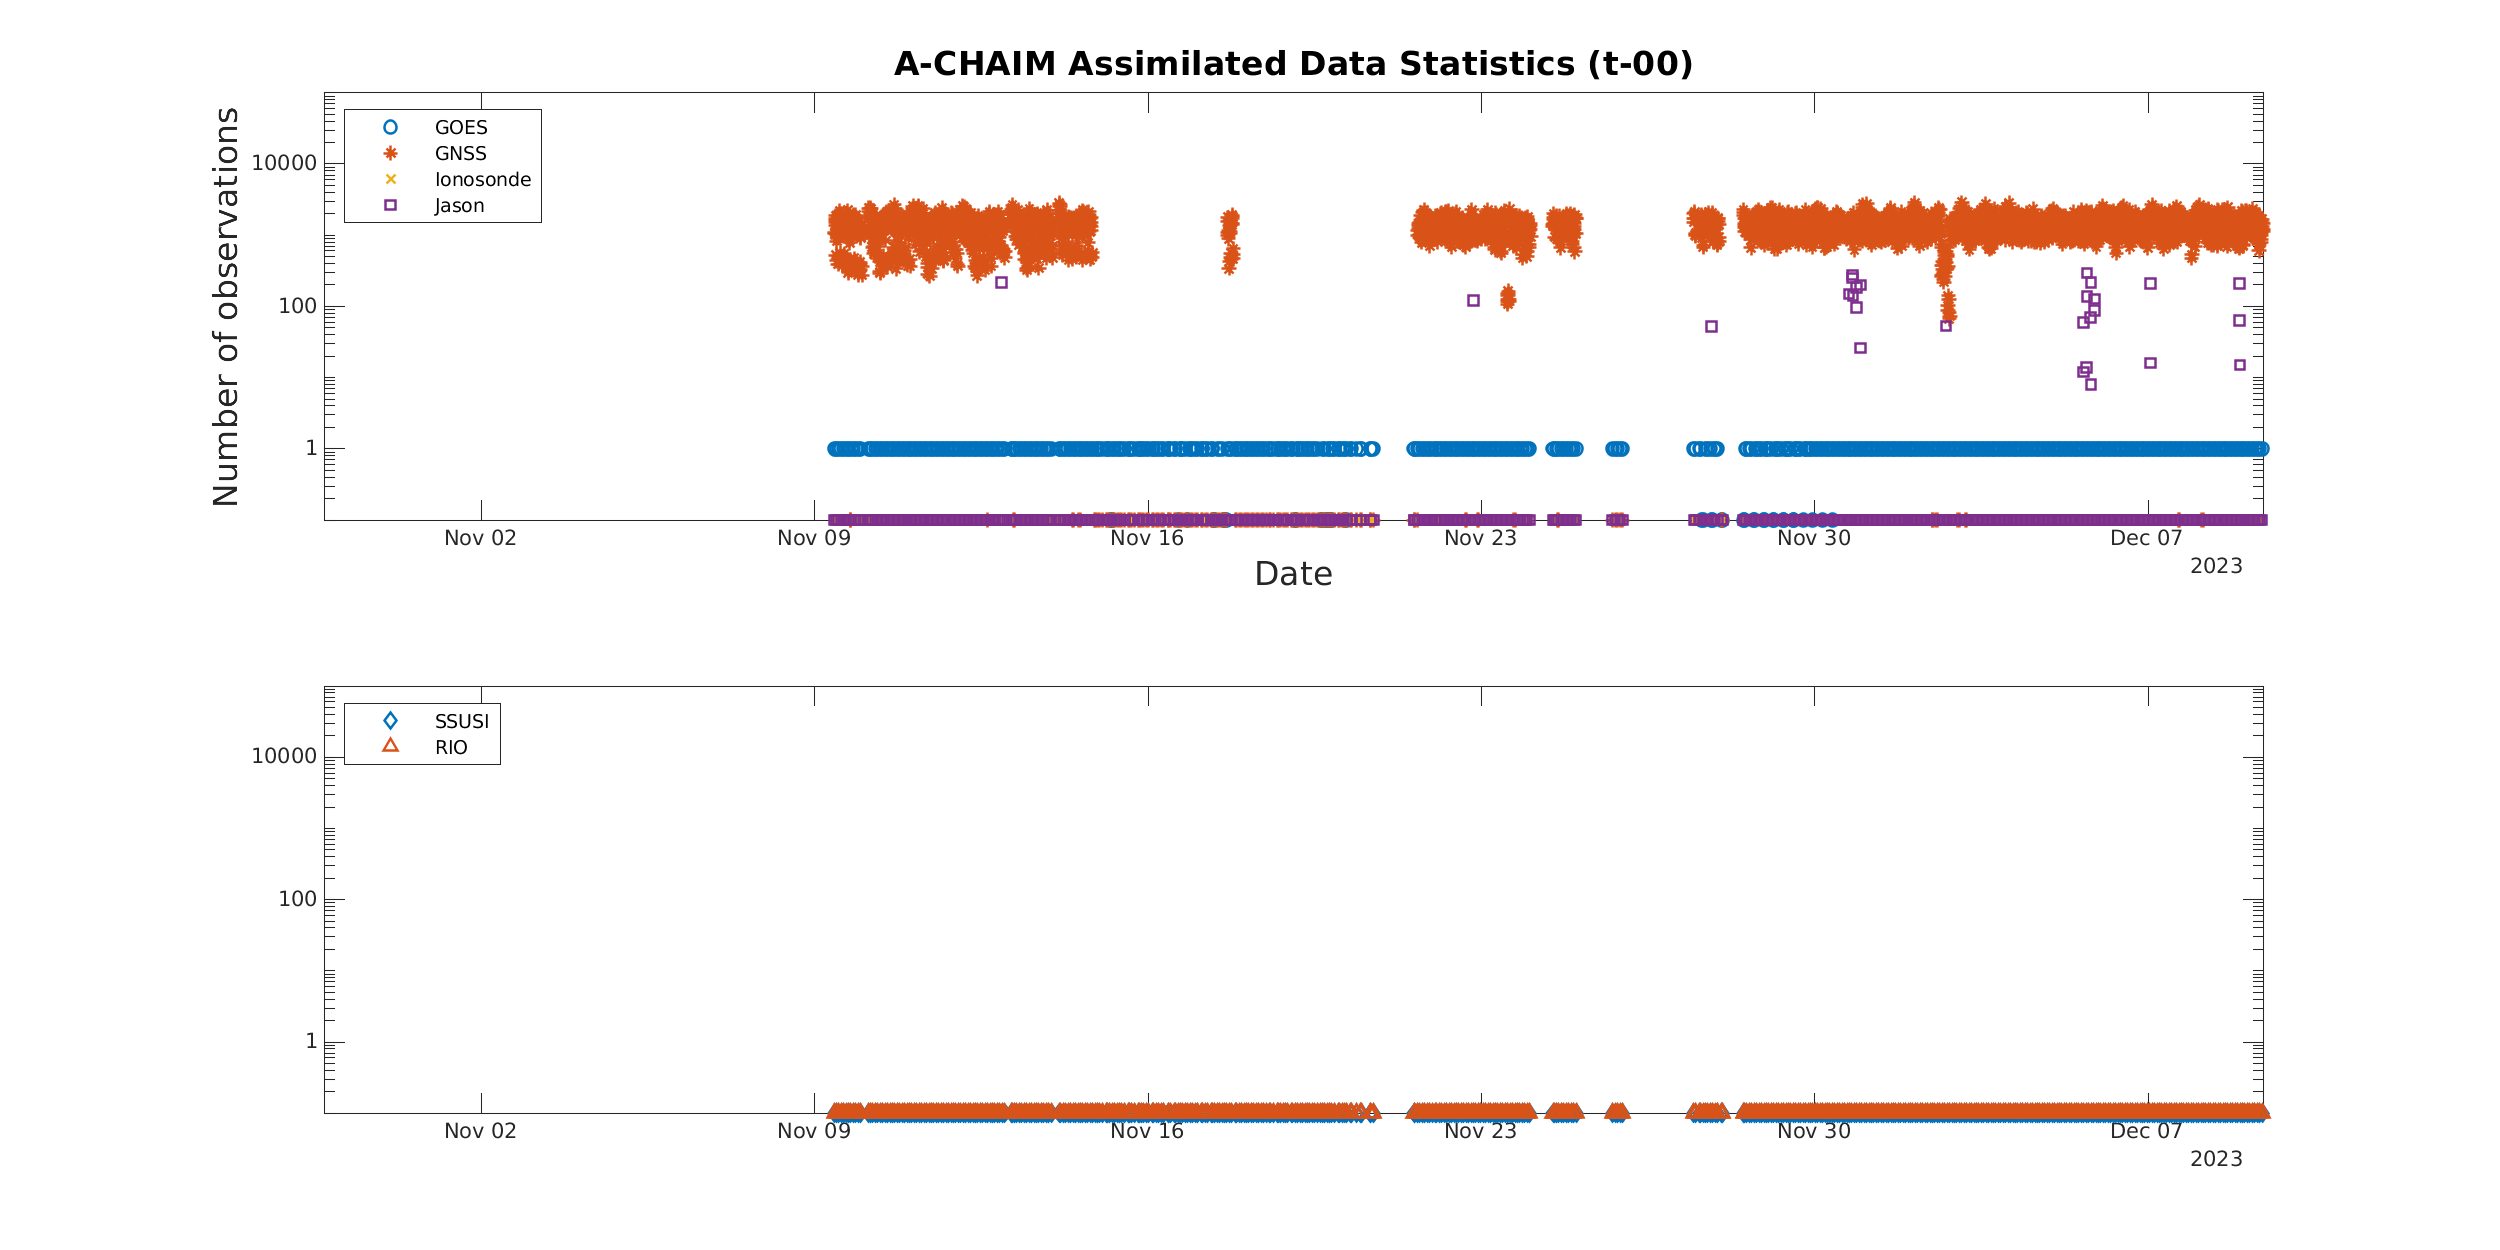 A-CHAIM Assimilated Data Statistics (t-00)
Number of observations
10000
100
1
GOES
GNSS
Ionosonde
Jason
Nov 02 Nov 09 Nov 16 Nov 23 Nov 30 Dec 07
2023
Date
10000
100
1
SSUSI
RIO
Nov 02 Nov 09 Nov 16 Nov 23 Nov 30 Dec 07
2023